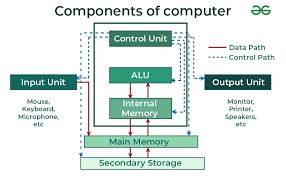 Components of computer
Control Unit
Data Path
Control Path
ALU
Input Unit
Output Unit
Mouse,
Keyboard,
Microphone,
etc
Internal
Memory
Monitor,
Printer,
Speakers,
etc
Main Memory
Secondary Storage